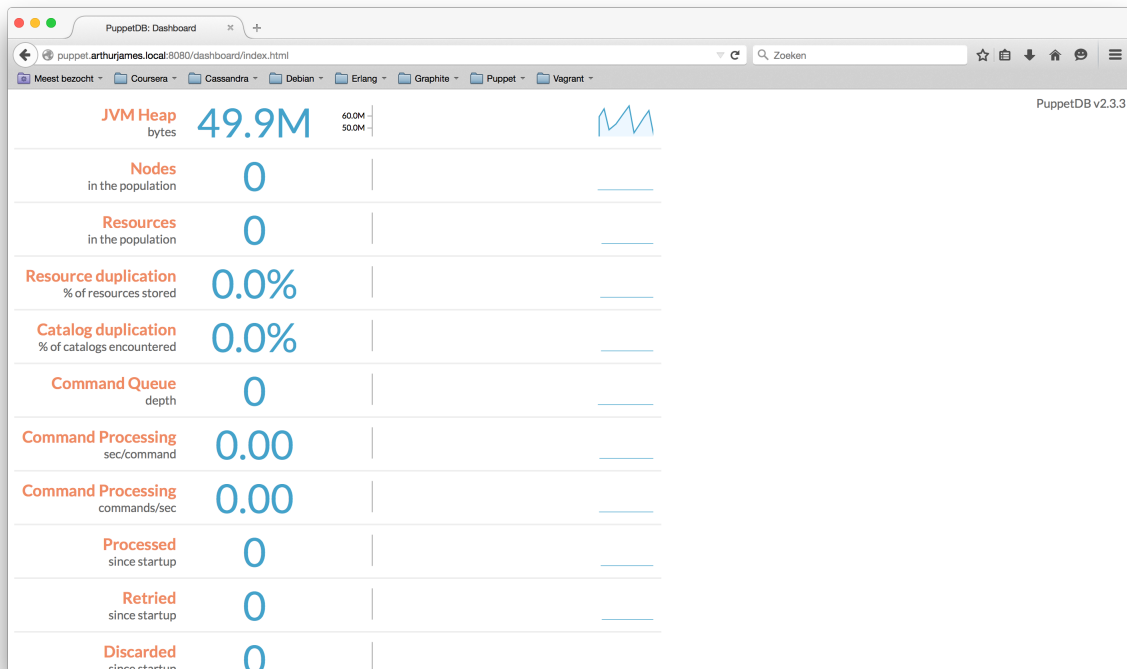 PuppetDB: Dashboard
puppet.arthurjames.local:8080/dashboard/index.html
Zoeken
Meest bezocht Coursera Cassandra Debian Erlang Graphite Puppet Vagrant
PuppetDB v2.3.3
JVM Heap
bytes
49.9M
60.0M
50.0M
Nodes
in the population
0
Resources
in the population
0
Resource duplication
% of resources stored
0.0%
Catalog duplication
% of catalogs encountered
0.0%
Command Queue
depth
0
Command Processing
sec/command
0.00
Command Processing
commands/sec
0.00
Processed
since startup
0
Retried
since startup
0
Discarded
since startup
0